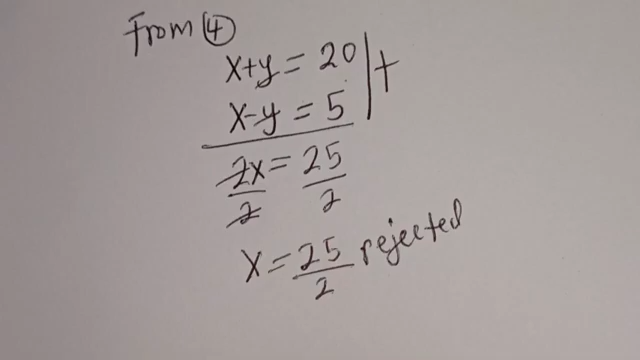 From ④
x+y = 20 | +
x-y = 5
2x = 25
2 2
x = 25/2 rejected